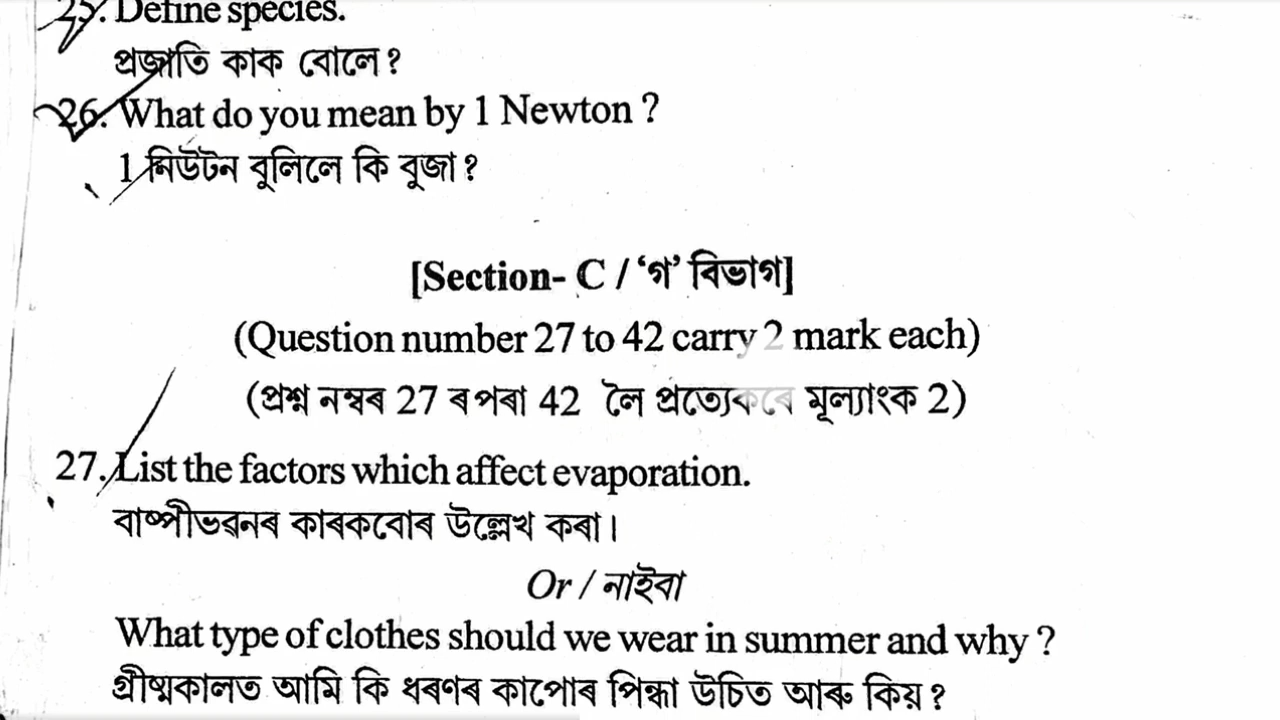 25. Define species.
প্ৰজাতি কাক বোলে?
26. What do you mean by 1 Newton ?
1 নিউটন বুলিলে কি বুজা?
[Section- C / ‘গ’ বিভাগ]
(Question number 27 to 42 carry 2 mark each)
(প্ৰশ্ন নম্বৰ 27 ৰপৰা 42 লৈ প্ৰত্যেকৰে মূল্যাংক 2)
27. List the factors which affect evaporation.
বাষ্পীভৱনৰ কাৰকবোৰ উল্লেখ কৰা।
Or / নাইবা
What type of clothes should we wear in summer and why ?
গ্ৰীষ্মকালত আমি কি ধৰণৰ কাপোৰ পিন্ধা উচিত আৰু কিয়?